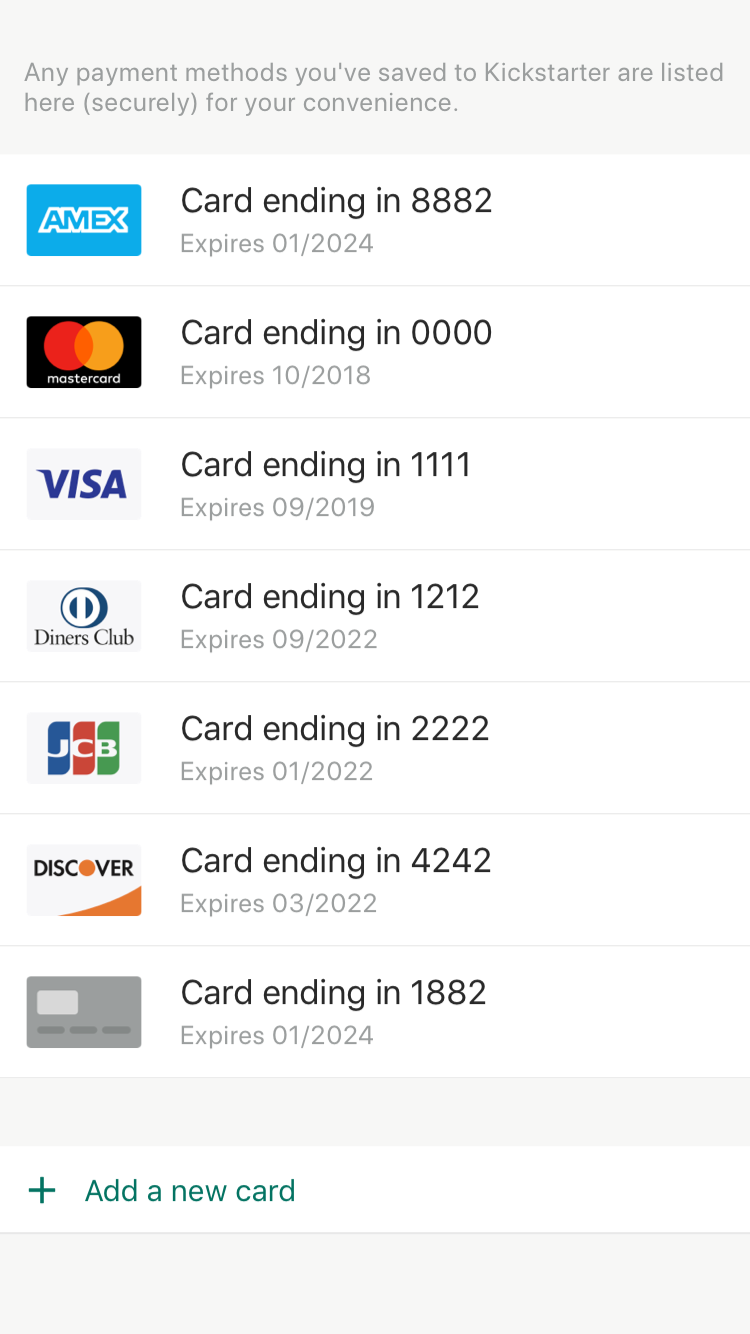 Any payment methods you've saved to Kickstarter are listed
here (securely) for your convenience.
AMEX
Card ending in 8882
Expires 01/2024
mastercard
Card ending in 0000
Expires 10/2018
VISA
Card ending in 1111
Expires 09/2019
Diners Club
Card ending in 1212
Expires 09/2022
JCB
Card ending in 2222
Expires 01/2022
DISCOVER
Card ending in 4242
Expires 03/2022
Card ending in 1882
Expires 01/2024
+ Add a new card